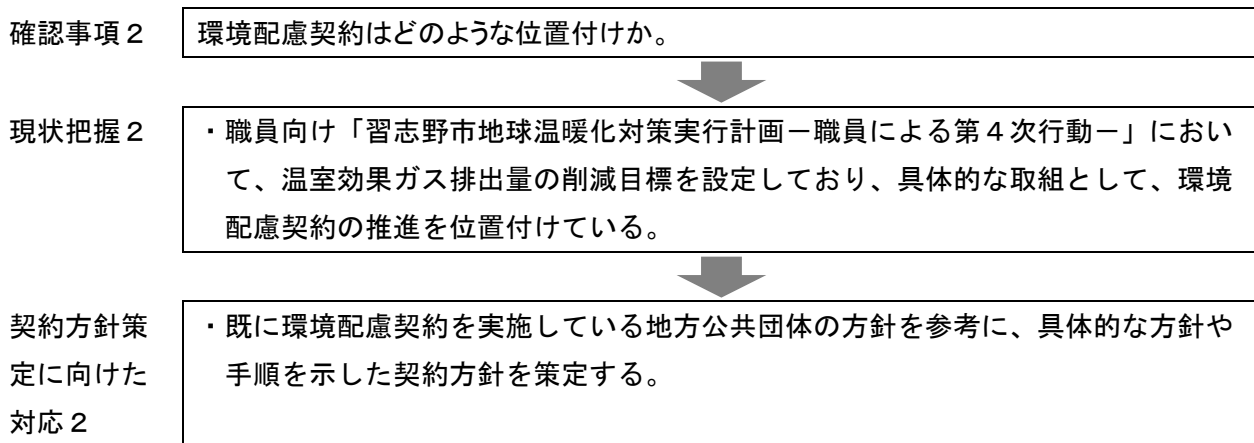 確認事項２
環境配慮契約はどのような位置付けか。
現状把握２
・職員向け「習志野市地球温暖化対策実行計画－職員による第４次行動－」におい
て、温室効果ガス排出量の削減目標を設定しており、具体的な取組として、環境
配慮契約の推進を位置付けている。
契約方針策
定に向けた
対応２
・既に環境配慮契約を実施している地方公共団体の方針を参考に、具体的な方針や
手順を示した契約方針を策定する。